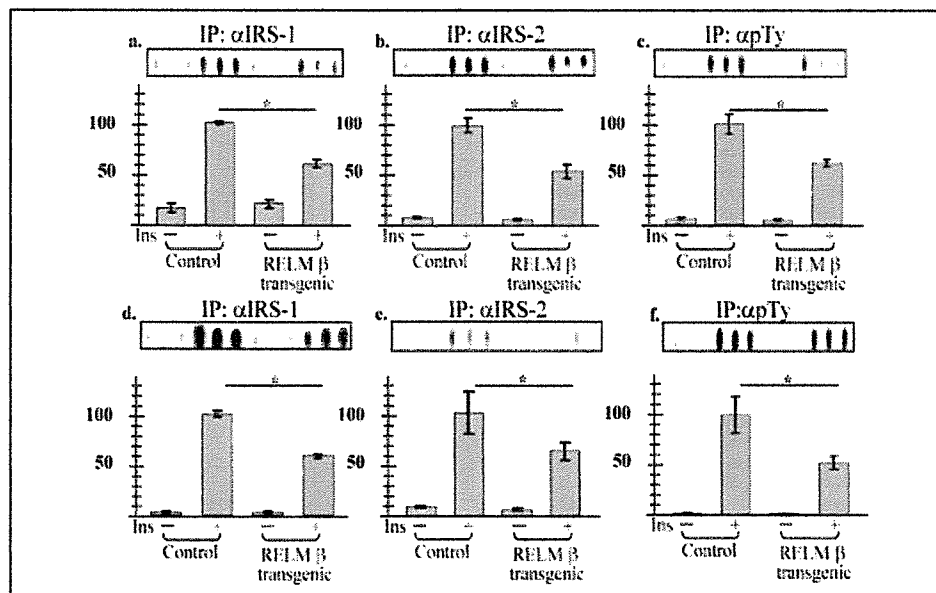 a. IP: αIRS-1
b. IP: αIRS-2
c. IP: αpTy
100
50
*
Ins − + − +
Control
RELM β
transgenic
100
50
*
− + − +
Control
RELM β
transgenic
100
50
*
− + − +
Control
RELM β
transgenic
d. IP: αIRS-1
e. IP: αIRS-2
f. IP:αpTy
100
50
*
Ins − + − +
Control
RELM β
transgenic
100
50
*
Ins − + − +
Control
RELM β
transgenic
100
50
*
Ins − + − +
Control
RELM β
transgenic